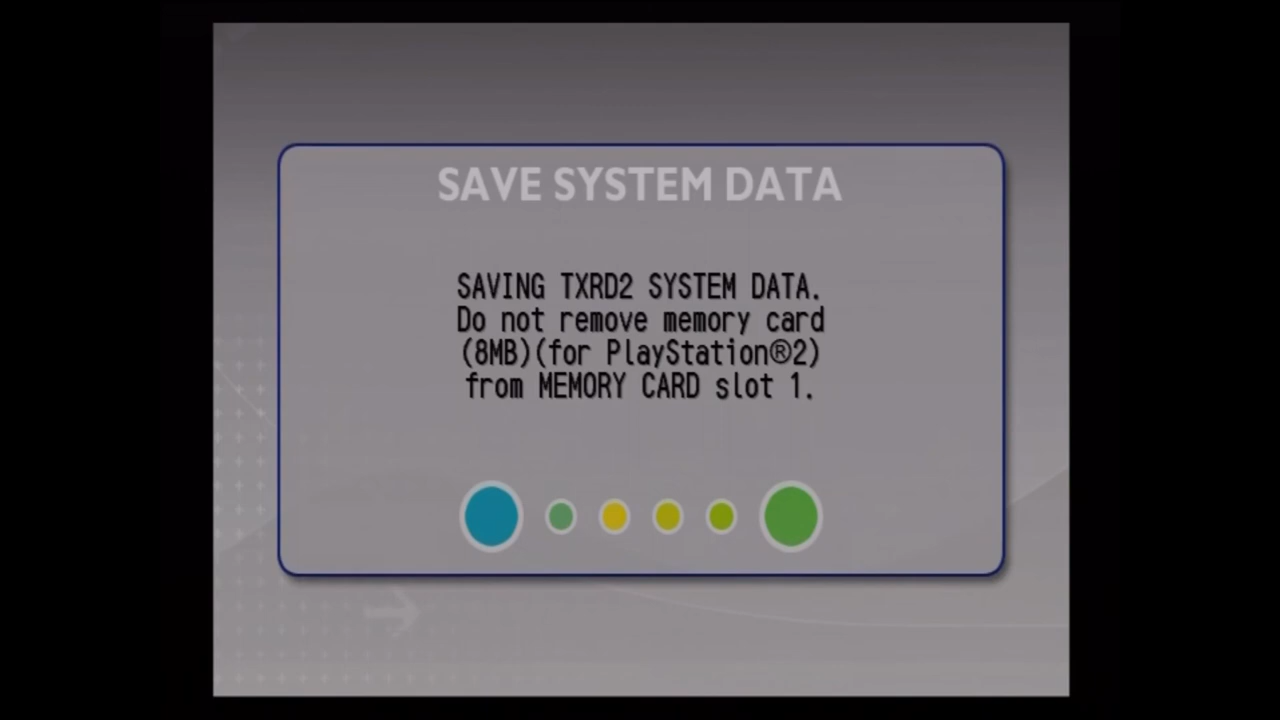 SAVE SYSTEM DATA
SAVING TXRD2 SYSTEM DATA.
Do not remove memory card
(8MB)(for PlayStation®2)
from MEMORY CARD slot 1.